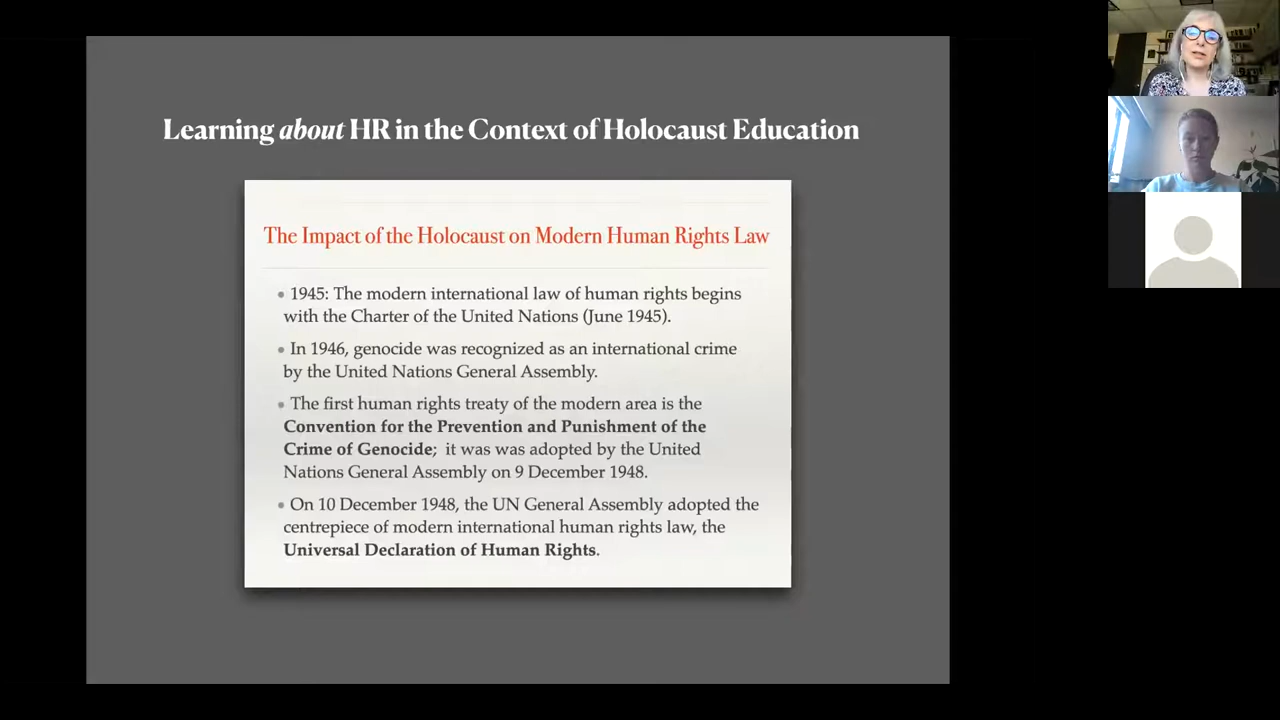 Learning about HR in the Context of Holocaust Education
The Impact of the Holocaust on Modern Human Rights Law
• 1945: The modern international law of human rights begins
with the Charter of the United Nations (June 1945).
• In 1946, genocide was recognized as an international crime
by the United Nations General Assembly.
• The first human rights treaty of the modern area is the
Convention for the Prevention and Punishment of the
Crime of Genocide; it was was adopted by the United
Nations General Assembly on 9 December 1948.
• On 10 December 1948, the UN General Assembly adopted the
centrepiece of modern international human rights law, the
Universal Declaration of Human Rights.